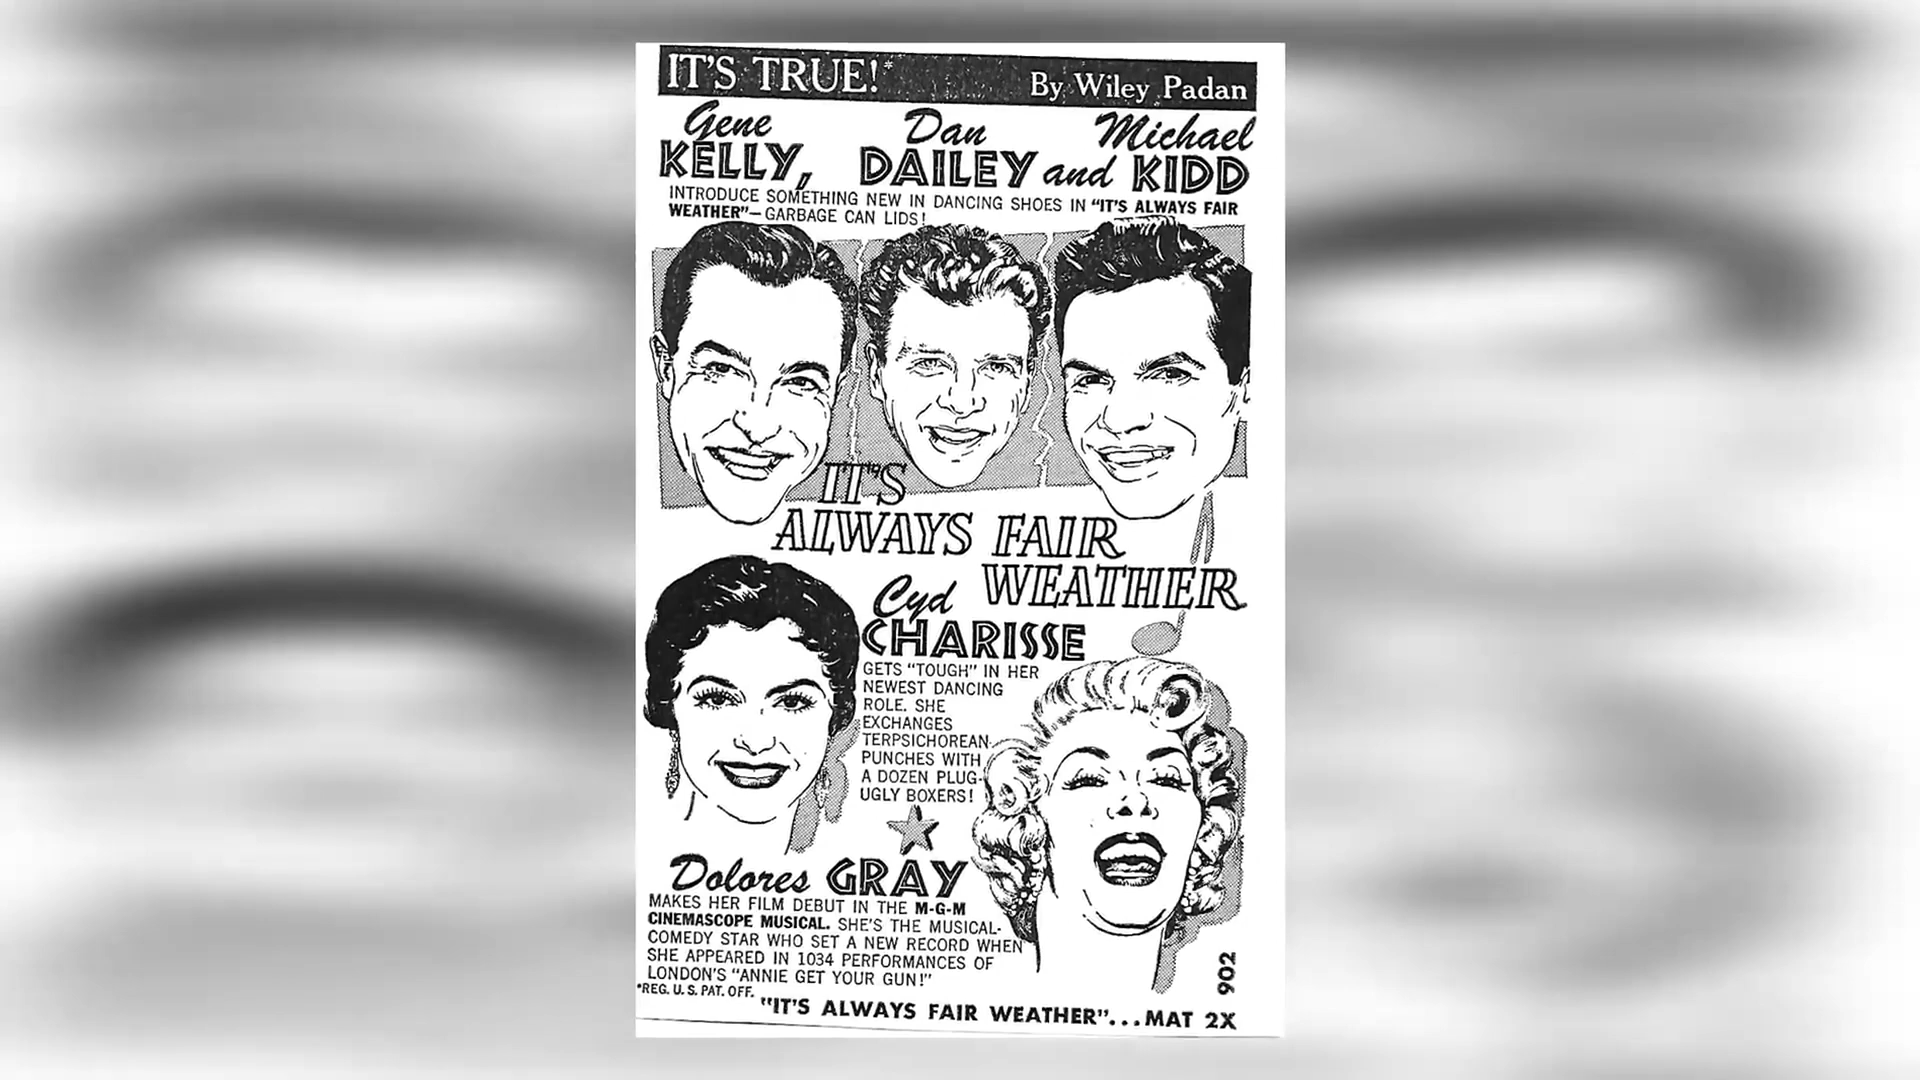 IT'S TRUE!*
By Wiley Padan
Gene KELLY,
Dan DAILEY and
Michael KIDD
INTRODUCE SOMETHING NEW IN DANCING SHOES IN "IT'S ALWAYS FAIR
WEATHER"—GARBAGE CAN LIDS!
IT'S
ALWAYS FAIR
WEATHER
Cyd
CHARISSE
GETS "TOUGH" IN HER
NEWEST DANCING
ROLE. SHE
EXCHANGES
TERPSICHOREAN
PUNCHES WITH
A DOZEN PLUG-
UGLY BOXERS!
Dolores GRAY
MAKES HER FILM DEBUT IN THE M-G-M
CINEMASCOPE MUSICAL. SHE'S THE MUSICAL-
COMEDY STAR WHO SET A NEW RECORD WHEN
SHE APPEARED IN 1034 PERFORMANCES OF
LONDON'S "ANNIE GET YOUR GUN!"
*REG. U. S. PAT. OFF.
902
"IT'S ALWAYS FAIR WEATHER"...MAT 2X